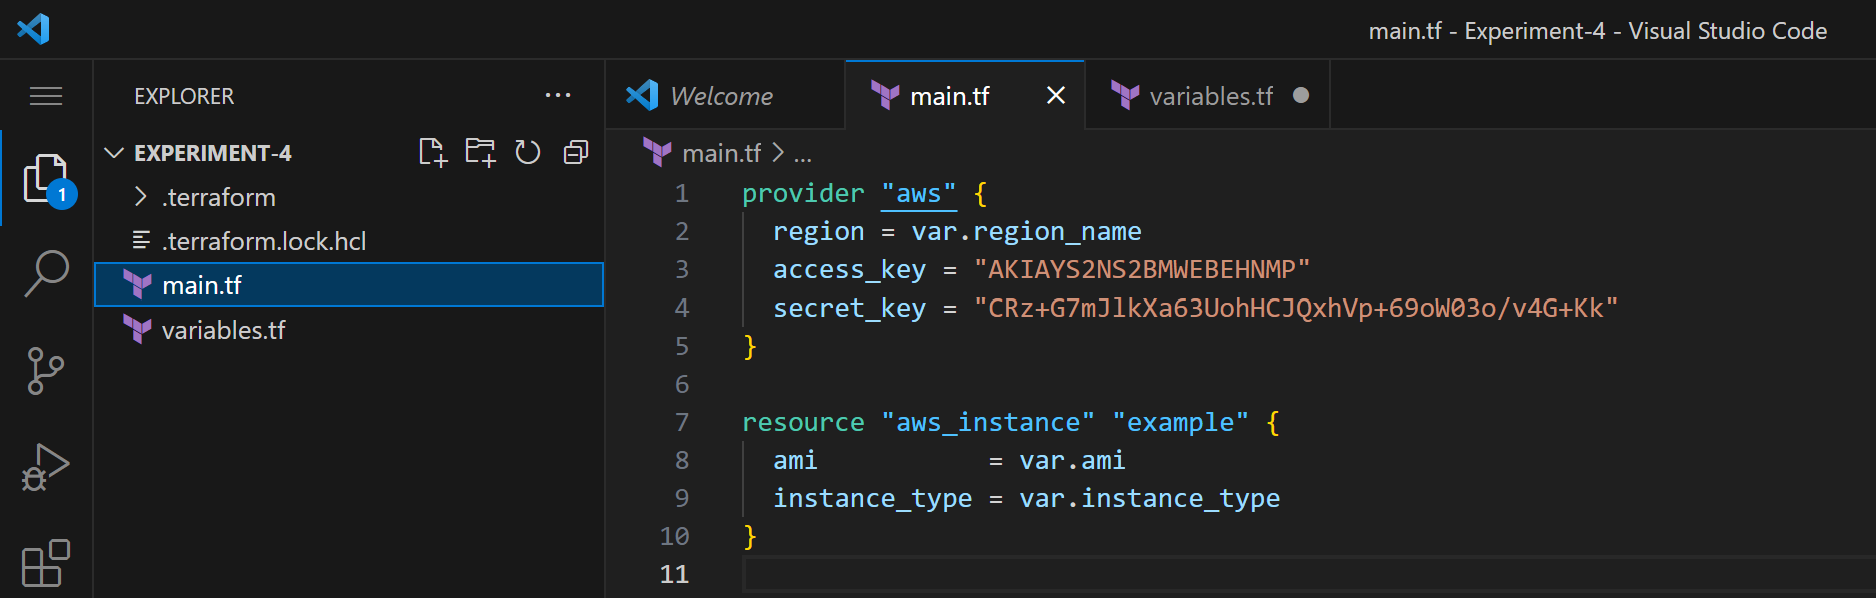 main.tf - Experiment-4 - Visual Studio Code
EXPLORER
Welcome
main.tf
variables.tf
EXPERIMENT-4
.terraform
.terraform.lock.hcl
main.tf
variables.tf
1
main.tf > ...
1 provider "aws" {
2 region = var.region_name
3 access_key = "AKIAYS2NS2BMWEBEHNMP"
4 secret_key = "CRz+G7mJlkXa63UohHCJQxhVp+69oW03o/v4G+Kk"
5 }
6
7 resource "aws_instance" "example" {
8 ami = var.ami
9 instance_type = var.instance_type
10 }
11